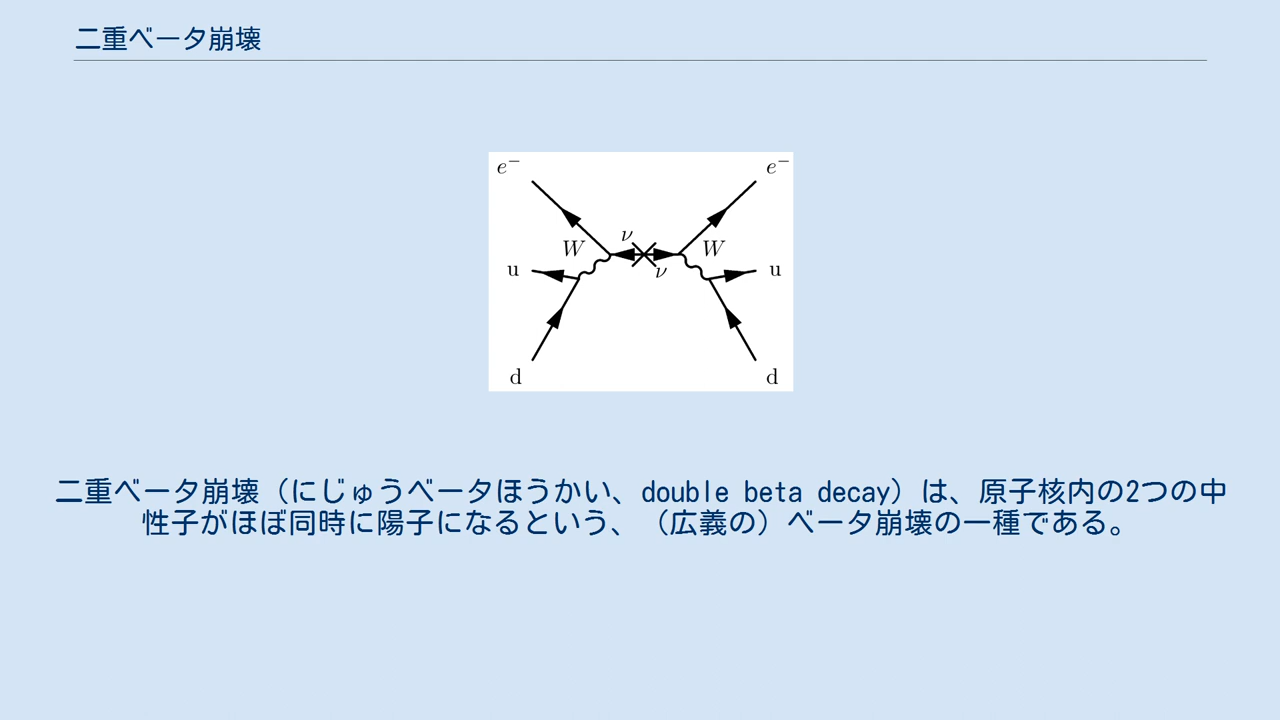 二重ベータ崩壊
e⁻ e⁻
ν
W W
ν
u u
d d
二重ベータ崩壊（にじゅうベータほうかい、double beta decay）は、原子核内の2つの中
性子がほぼ同時に陽子になるという、（広義の）ベータ崩壊の一種である。